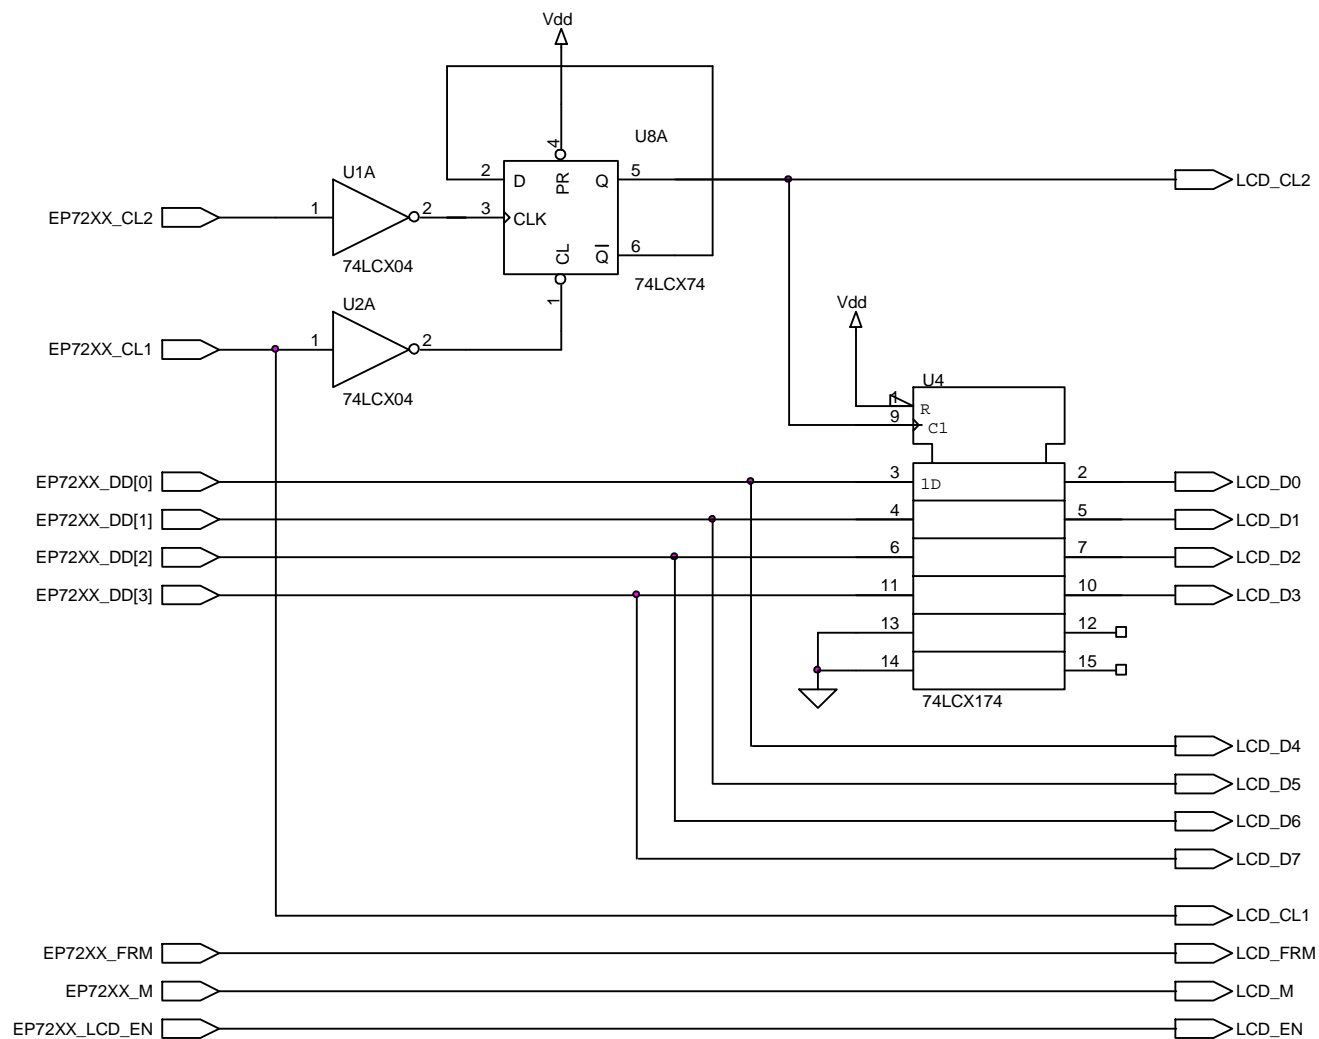 Vdd
U8A
4
U1A
2 D PR Q 5
LCD_CL2
EP72XX_CL2 1 2 3 CLK
CL Q 6
74LCX04
74LCX74
1
U2A
Vdd
EP72XX_CL1 1 2
74LCX04
U4
1 R
9 C1
EP72XX_DD[0] 3 1D 2 LCD_D0
EP72XX_DD[1] 4 5 LCD_D1
EP72XX_DD[2] 6 7 LCD_D2
EP72XX_DD[3] 11 10 LCD_D3
13 12
14 15
74LCX174
LCD_D4
LCD_D5
LCD_D6
LCD_D7
LCD_CL1
EP72XX_FRM LCD_FRM
EP72XX_M LCD_M
EP72XX_LCD_EN LCD_EN